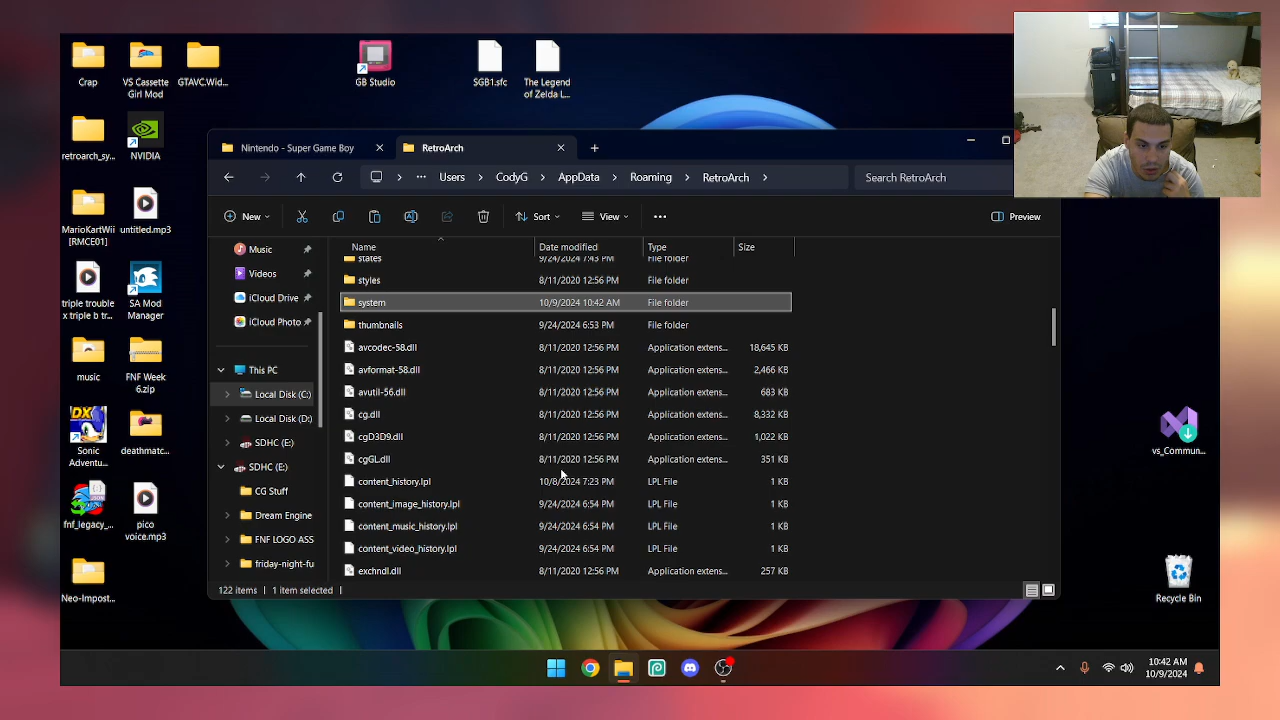 Crap
VS Cassette
Girl Mod
GTAVC.Wid...
GB Studio
SGB1.sfc
The Legend
of Zelda L...
retroarch_sy...
NVIDIA
MarioKartWii
[RMCE01]
untitled.mp3
triple trouble
x triple b tr...
SA Mod
Manager
music
FNF Week
6.zip
DX
Sonic
Adventu...
deathmatc...
fnf_legacy_...
pico
voice.mp3
Neo-Impost...
vs_Commun...
Recycle Bin
Nintendo - Super Game Boy
RetroArch
Users
CodyG
AppData
Roaming
RetroArch
Search RetroArch
New
Sort
View
Preview
Music
Videos
iCloud Drive
iCloud Photo
This PC
Local Disk (C:)
Local Disk (D:)
SDHC (E:)
SDHC (E:)
CG Stuff
Dream Engine
FNF LOGO ASS
friday-night-fu
Name Date modified Type Size
states 9/24/2024 7:43 PM File folder
styles 8/11/2020 12:56 PM File folder
system 10/9/2024 10:42 AM File folder
thumbnails 9/24/2024 6:53 PM File folder
avcodec-58.dll 8/11/2020 12:56 PM Application extens... 18,645 KB
avformat-58.dll 8/11/2020 12:56 PM Application extens... 2,466 KB
avutil-56.dll 8/11/2020 12:56 PM Application extens... 683 KB
cg.dll 8/11/2020 12:56 PM Application extens... 8,332 KB
cgD3D9.dll 8/11/2020 12:56 PM Application extens... 1,022 KB
cgGL.dll 8/11/2020 12:56 PM Application extens... 351 KB
content_history.lpl 10/8/2024 7:23 PM LPL File 1 KB
content_image_history.lpl 9/24/2024 6:54 PM LPL File 1 KB
content_music_history.lpl 9/24/2024 6:54 PM LPL File 1 KB
content_video_history.lpl 9/24/2024 6:54 PM LPL File 1 KB
exchndl.dll 8/11/2020 12:56 PM Application extens... 257 KB
122 items
1 item selected
10:42 AM
10/9/2024